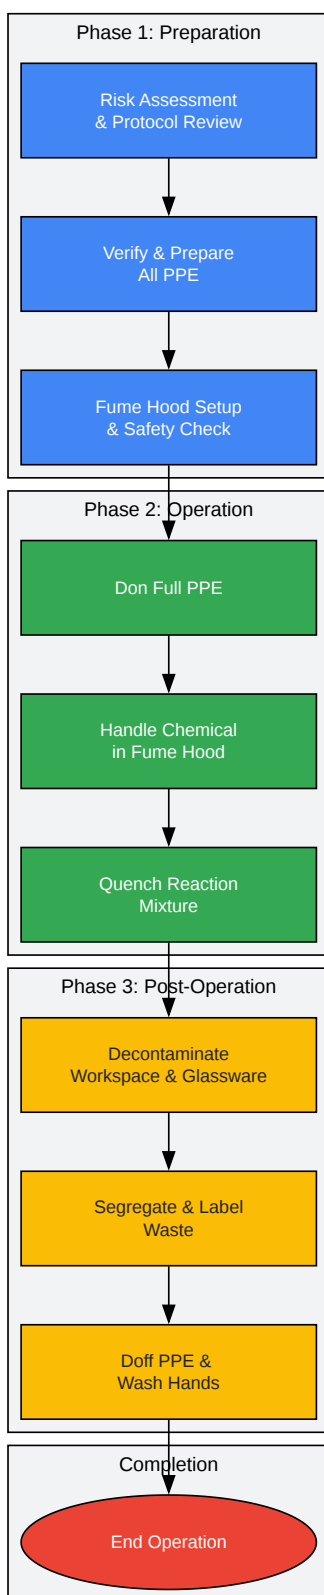 Phase 1: Preparation
Risk Assessment
& Protocol Review
Verify & Prepare
All PPE
Fume Hood Setup
& Safety Check
Phase 2: Operation
Don Full PPE
Handle Chemical
in Fume Hood
Quench Reaction
Mixture
Phase 3: Post-Operation
Decontaminate
Workspace & Glassware
Segregate & Label
Waste
Doff PPE &
Wash Hands
Completion
End Operation